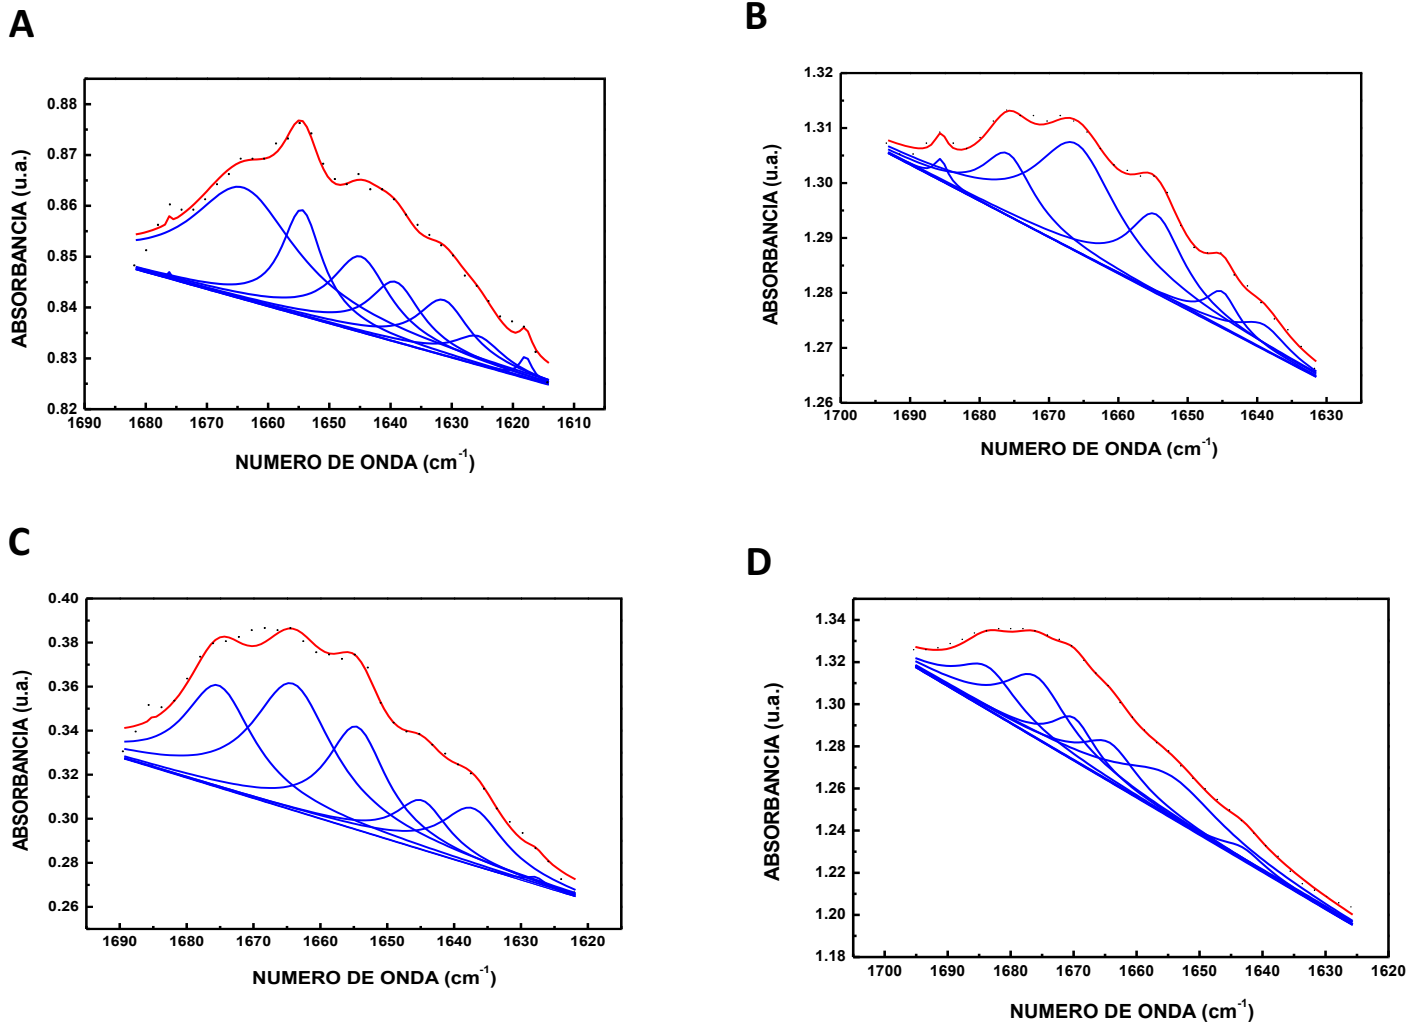 A
0.88
0.87
0.86
0.85
0.84
0.83
0.82
1690 1680 1670 1660 1650 1640 1630 1620 1610
ABSORBANCIA (u.a.)
NUMERO DE ONDA (cm-1)
B
1.32
1.31
1.30
1.29
1.28
1.27
1.26
1700 1690 1680 1670 1660 1650 1640 1630
ABSORBANCIA (u.a.)
NUMERO DE ONDA (cm-1)
C
0.40
0.38
0.36
0.34
0.32
0.30
0.28
0.26
1690 1680 1670 1660 1650 1640 1630 1620
ABSORBANCIA (u.a.)
NUMERO DE ONDA (cm-1)
D
1.34
1.32
1.30
1.28
1.26
1.24
1.22
1.20
1.18
1700 1690 1680 1670 1660 1650 1640 1630 1620
ABSORBANCIA (u.a.)
NUMERO DE ONDA (cm-1)